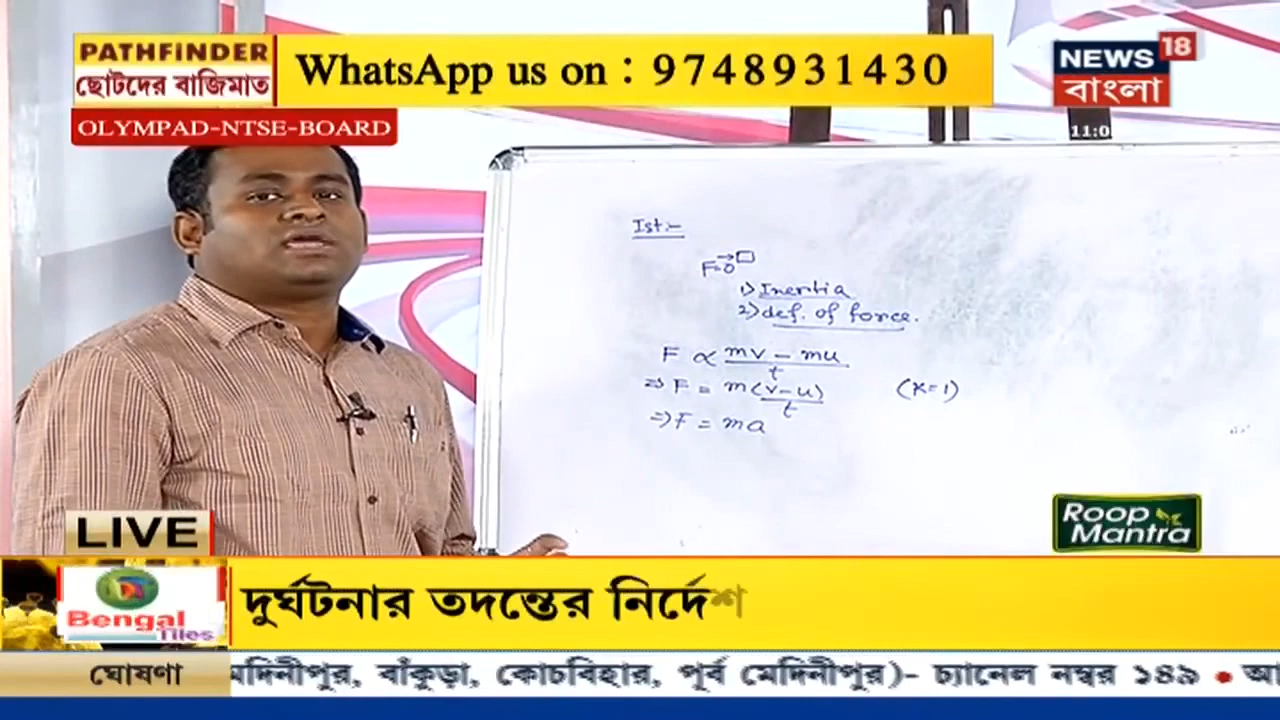 PATHFINDER
ছোটদের বাজিমাত
OLYMPAD-NTSE-BOARD
WhatsApp us on : 9748931430
NEWS 18
বাংলা
11:0
Ist:-
F=0
1) Inertia
2) def. of force.
F ∝ mv - mu / t
⇒ F = m(v-u) / t (K=1)
⇒ F = ma
Roop Mantra
LIVE
Bengal Tiles
দুর্ঘটনার তদন্তের নির্দেশ
ঘোষণা
মেদিনীপুর, বাঁকুড়া, কোচবিহার, পূর্ব মেদিনীপুর)- চ্যানেল নম্বর ১৪৯ • আ